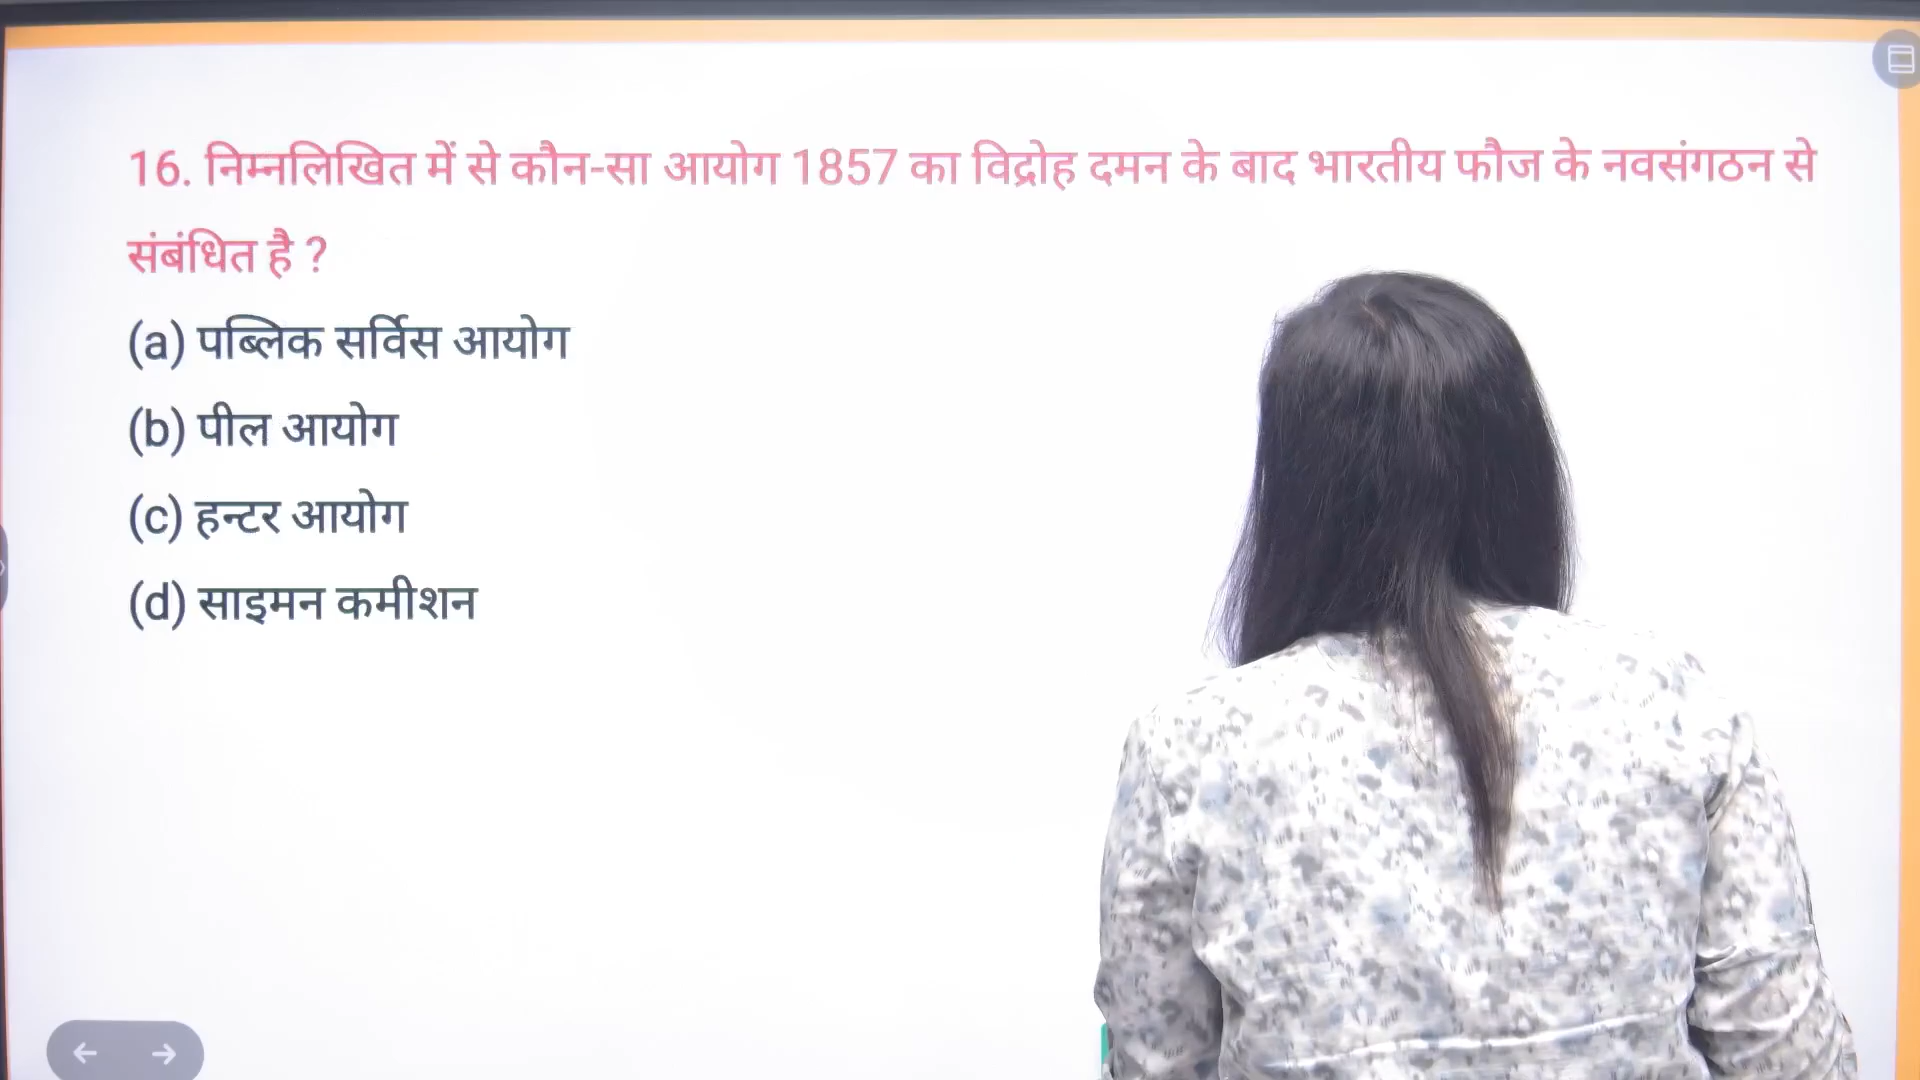 16. निम्नलिखित में से कौन-सा आयोग 1857 का विद्रोह दमन के बाद भारतीय फौज के नवसंगठन से
संबंधित है ?
(a) पब्लिक सर्विस आयोग
(b) पील आयोग
(c) हन्टर आयोग
(d) साइमन कमीशन